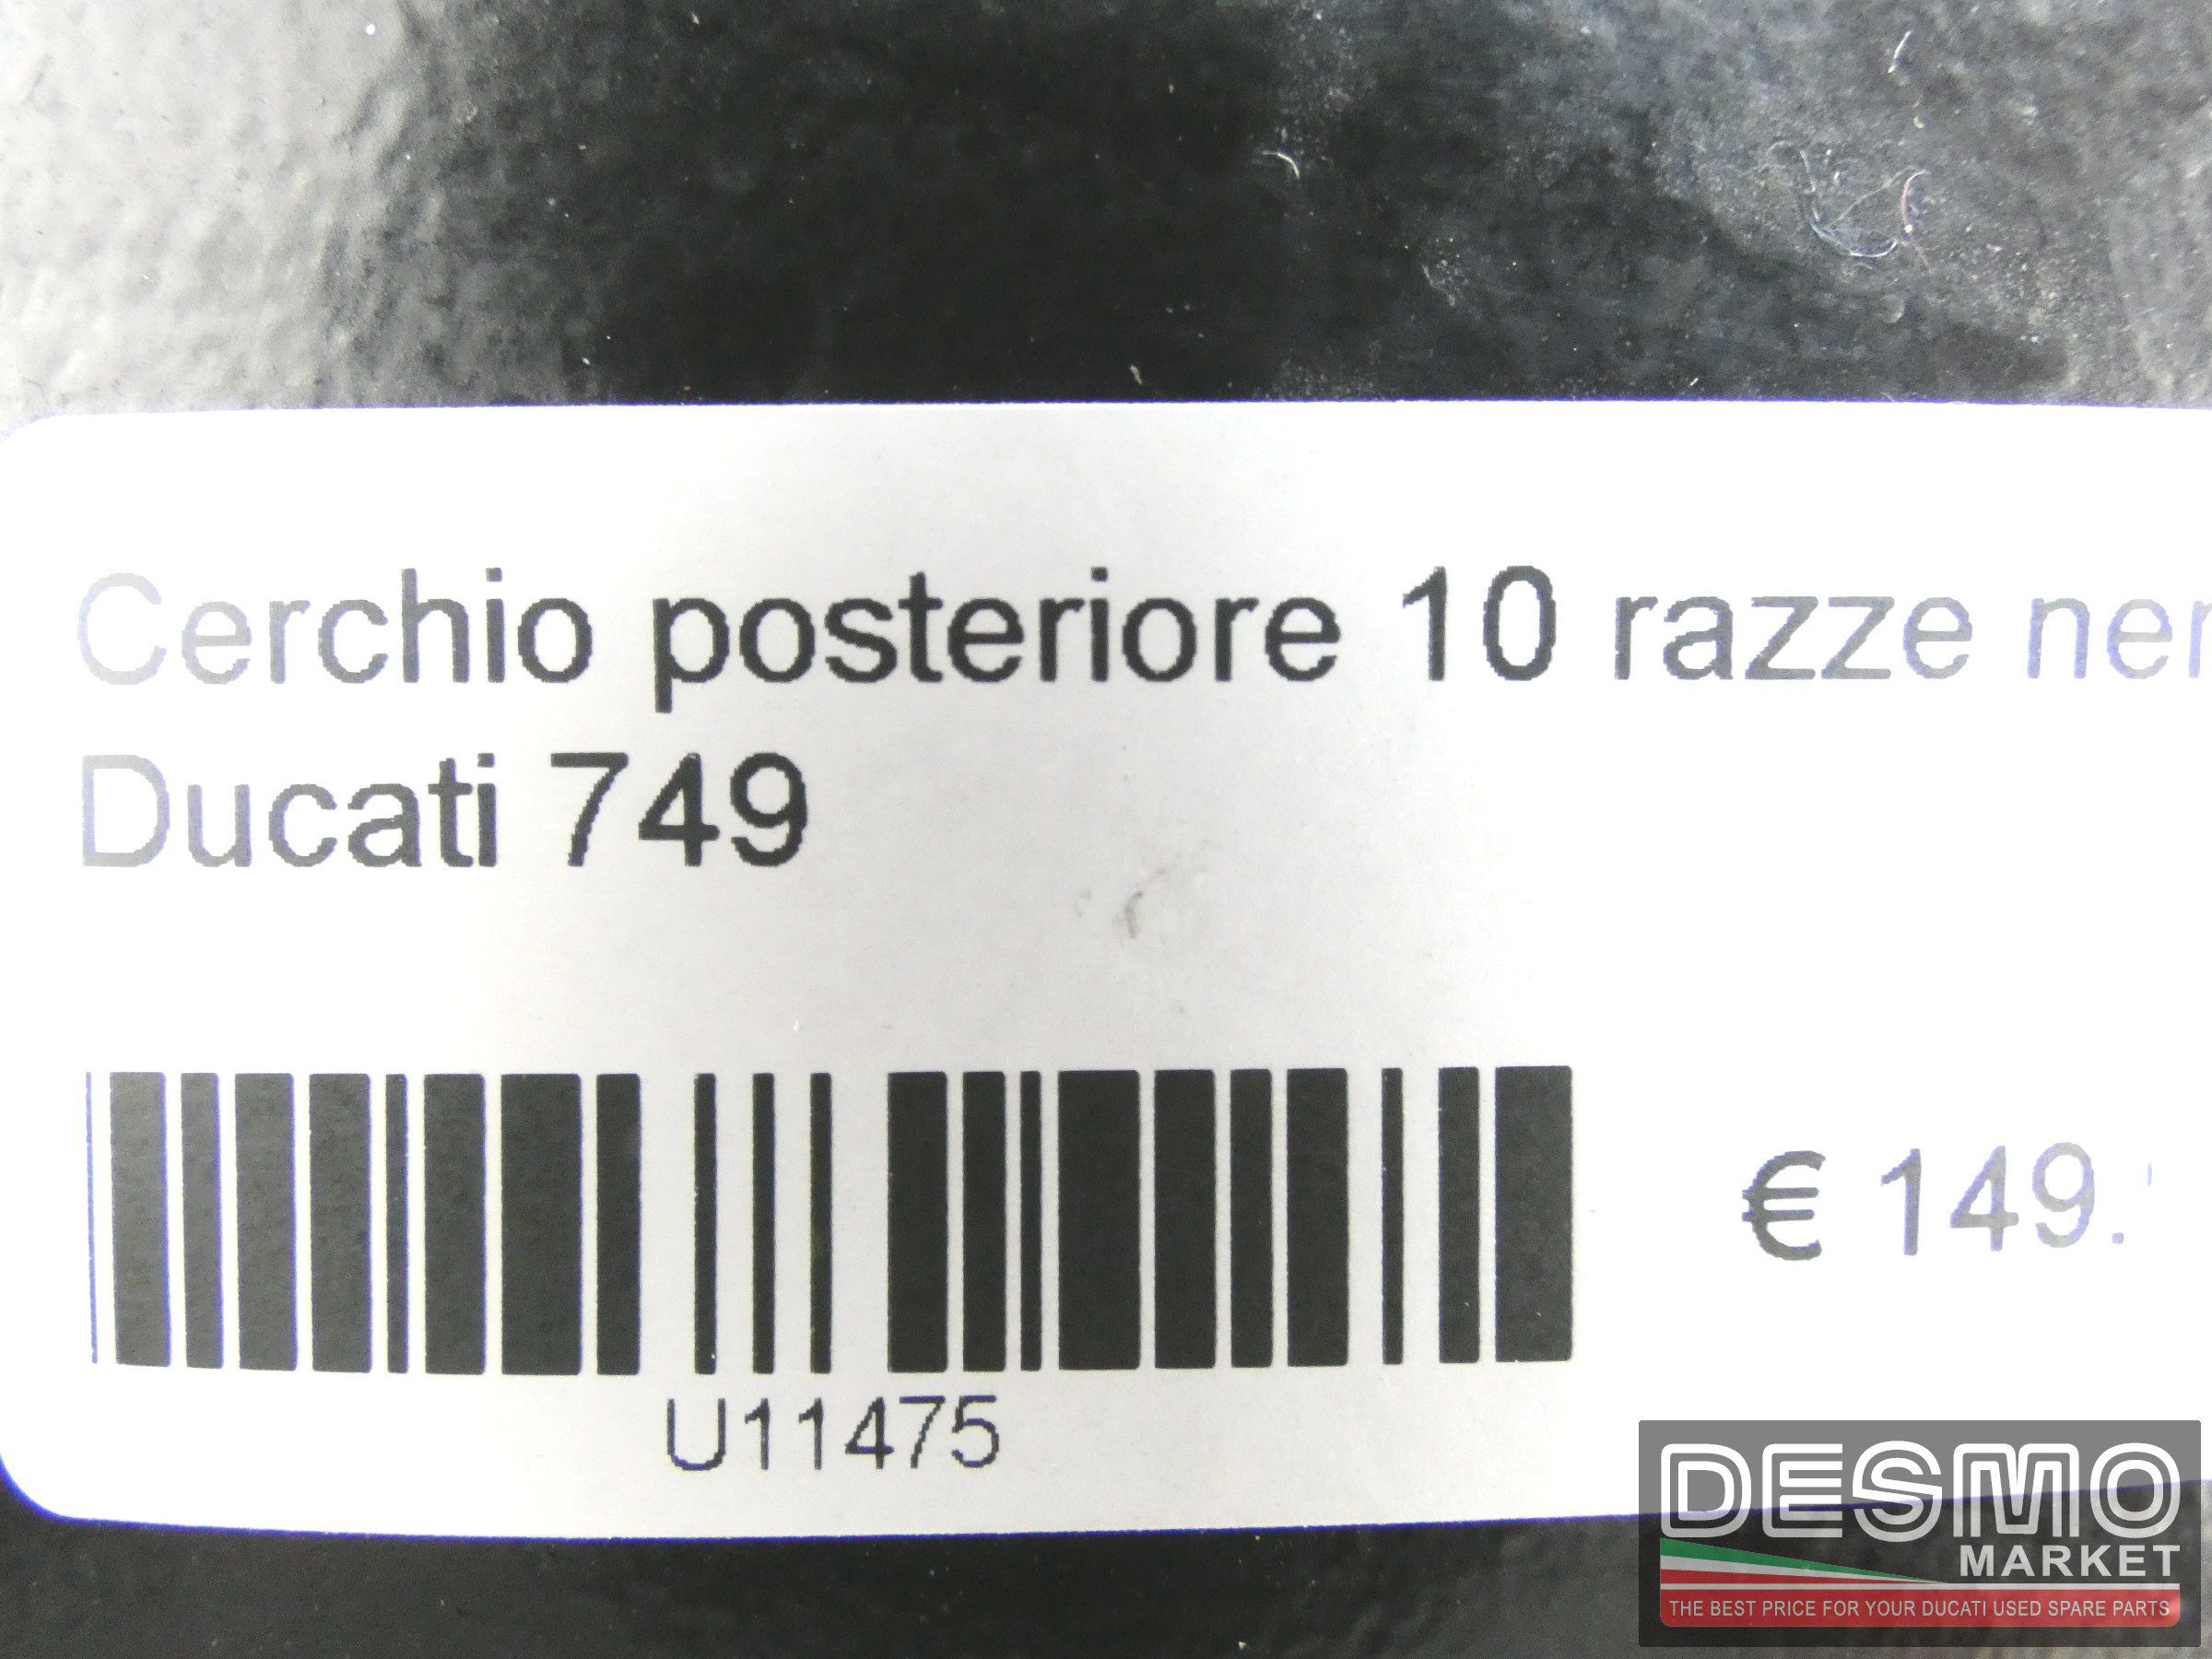 Cerchio posteriore 10 razze
Ducati 749
€ 149.
U11475
DESMO
MARKET
THE BEST PRICE FOR YOUR DUCATI USED SPARE PARTS